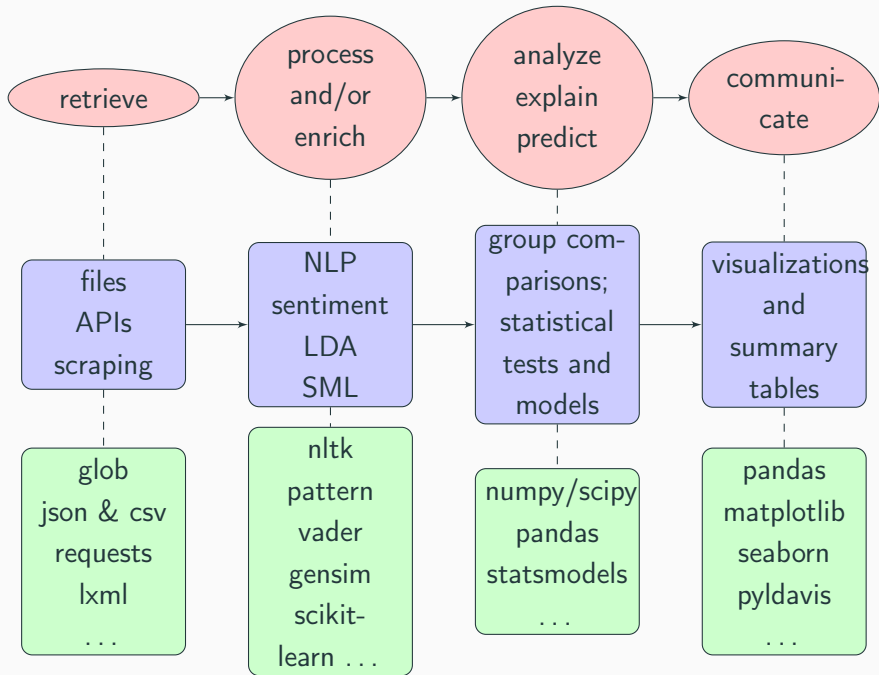 retrieve
process
and/or
enrich
analyze
explain
predict
communi-
cate
files
APIs
scraping
NLP
sentiment
LDA
SML
group com-
parisons;
statistical
tests and
models
visualizations
and
summary
tables
glob
json & csv
requests
lxml
...
nltk
pattern
vader
gensim
scikit-
learn ...
numpy/scipy
pandas
statsmodels
...
pandas
matplotlib
seaborn
pyldavis
...